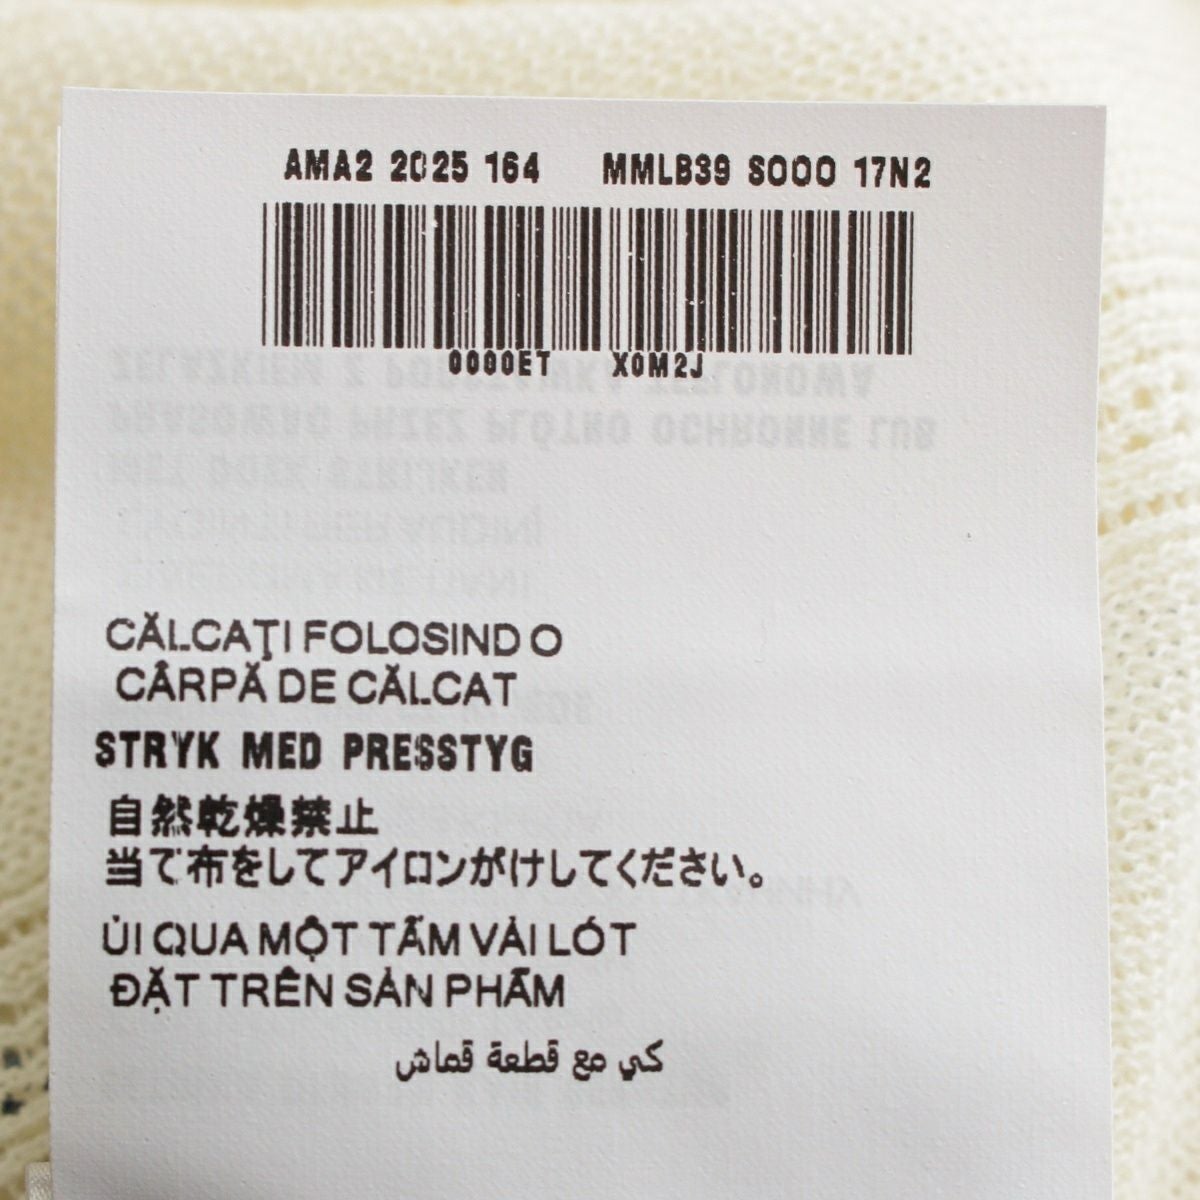 AMA2 2025 164 MMLB39 S000 17N2
0000ET X0M2J
CĂLCAŢI FOLOSIND O
CÂRPĂ DE CĂLCAT
STRYK MED PRESSTYG
自然乾燥禁止
当て布をしてアイロンがけしてください。
ỦI QUA MỘT TẤM VẢI LÓT
ĐẶT TRÊN SẢN PHẨM
كي مع قطعة قماش